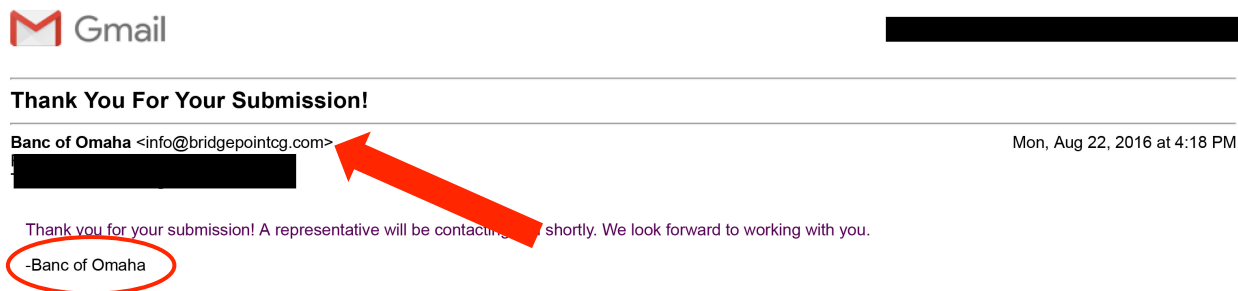 Gmail
Thank You For Your Submission!
Banc of Omaha <info@bridgepointcg.com>
Mon, Aug 22, 2016 at 4:18 PM
Thank you for your submission! A representative will be contacting shortly. We look forward to working with you.
-Banc of Omaha